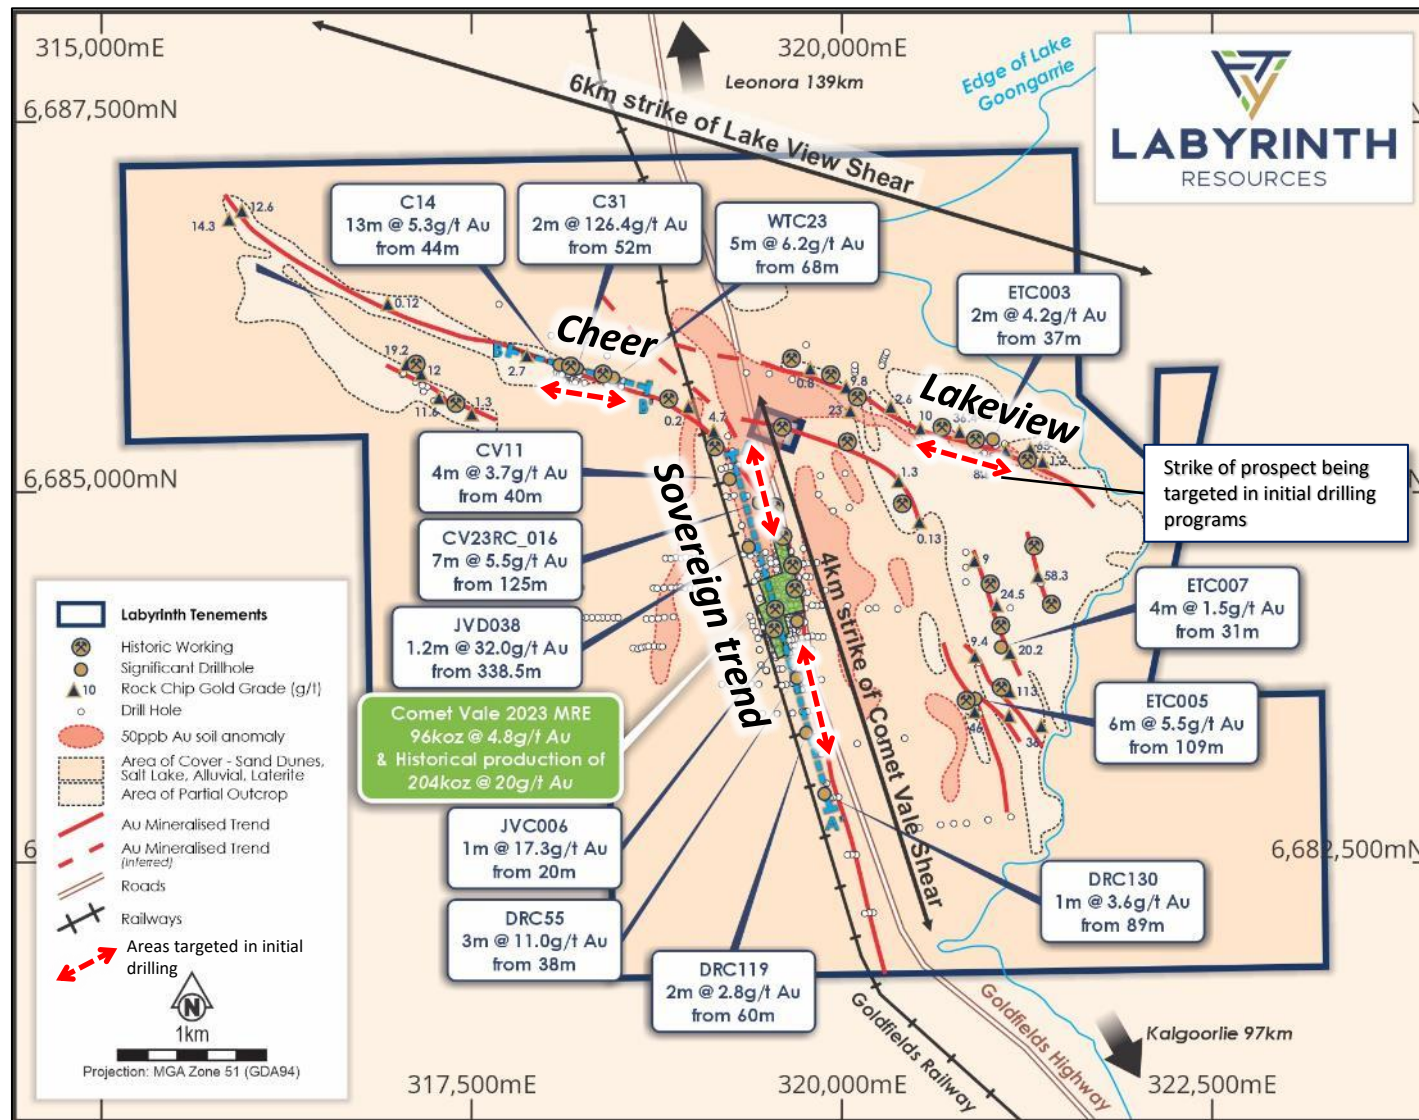 315,000mE
320,000mE
6,687,500mN
Leonora 139km
Edge of Lake
Goongarrie
LABYRINTH
RESOURCES
6km strike of Lake View Shear
C14
13m @ 5.3g/t Au
from 44m
C31
2m @ 126.4g/t Au
from 52m
WTC23
5m @ 6.2g/t Au
from 68m
ETC003
2m @ 4.2g/t Au
from 37m
12.6
14.3
0.12
Cheer
19.2
12
2.7
11.6
1.3
0.2
4.7
0.8
9.8
23
2.6
10
36.4
Lakeview
63
1.2
CV11
4m @ 3.7g/t Au
from 40m
6,685,000mN
1.3
0.13
Strike of prospect being
targeted in initial drilling
programs
CV23RC_016
7m @ 5.5g/t Au
from 125m
Sovereign trend
4km strike of Comet Vale Shear
9
58.3
24.5
ETC007
4m @ 1.5g/t Au
from 31m
JVD038
1.2m @ 32.0g/t Au
from 338.5m
9.4
20.2
113
46
36
ETC005
6m @ 5.5g/t Au
from 109m
Comet Vale 2023 MRE
96koz @ 4.8g/t Au
& Historical production of
204koz @ 20g/t Au
JVC006
1m @ 17.3g/t Au
from 20m
A'
6,682,500mN
DRC130
1m @ 3.6g/t Au
from 89m
DRC55
3m @ 11.0g/t Au
from 38m
DRC119
2m @ 2.8g/t Au
from 60m
Goldfields Railway
Goldfields Highway
Kalgoorlie 97km
Labyrinth Tenements
Historic Working
Significant Drillhole
10
Rock Chip Gold Grade (g/t)
Drill Hole
50ppb Au soil anomaly
Area of Cover - Sand Dunes,
Salt Lake, Alluvial, Laterite
Area of Partial Outcrop
Au Mineralised Trend
Au Mineralised Trend
(Inferred)
Roads
Railways
Areas targeted in initial
drilling
N
1km
Projection: MGA Zone 51 (GDA94)
317,500mE
320,000mE
322,500mE